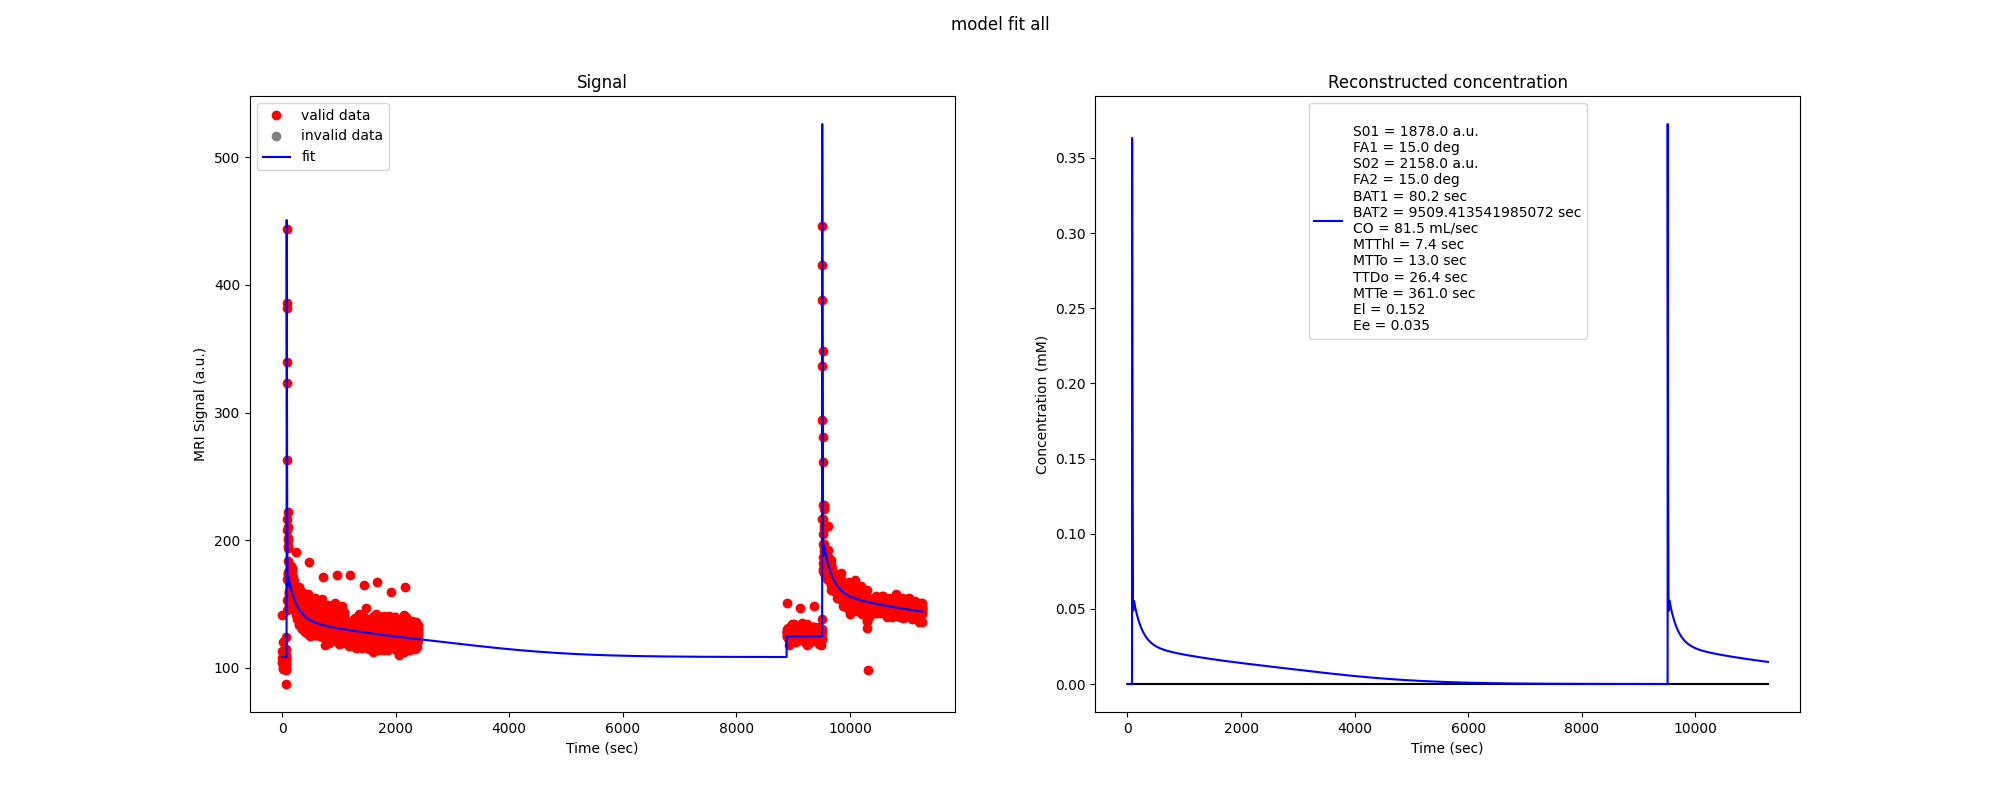 model fit all
Signal
MRI Signal (a.u.)
500
400
300
200
100
valid data
invalid data
fit
0
2000
4000
6000
8000
10000
Time (sec)
Reconstructed concentration
Concentration (mM)
0.35
0.30
0.25
0.20
0.15
0.10
0.05
0.00
S01 = 1878.0 a.u.
FA1 = 15.0 deg
S02 = 2158.0 a.u.
FA2 = 15.0 deg
BAT1 = 80.2 sec
BAT2 = 9509.413541985072 sec
CO = 81.5 mL/sec
MTThl = 7.4 sec
MTTo = 13.0 sec
TTDo = 26.4 sec
MTTe = 361.0 sec
El = 0.152
Ee = 0.035
0
2000
4000
6000
8000
10000
Time (sec)